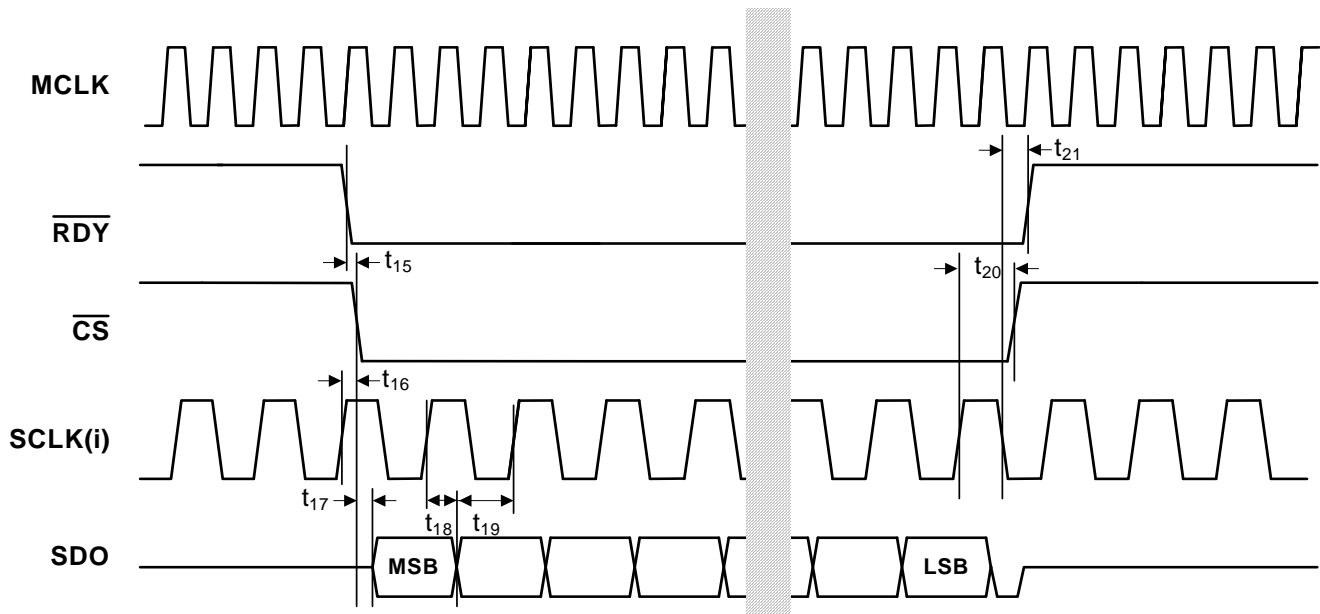 MCLK
t21
RDY
t15
t20
CS
t16
SCLK(i)
t17
t18
t19
SDO
MSB
LSB